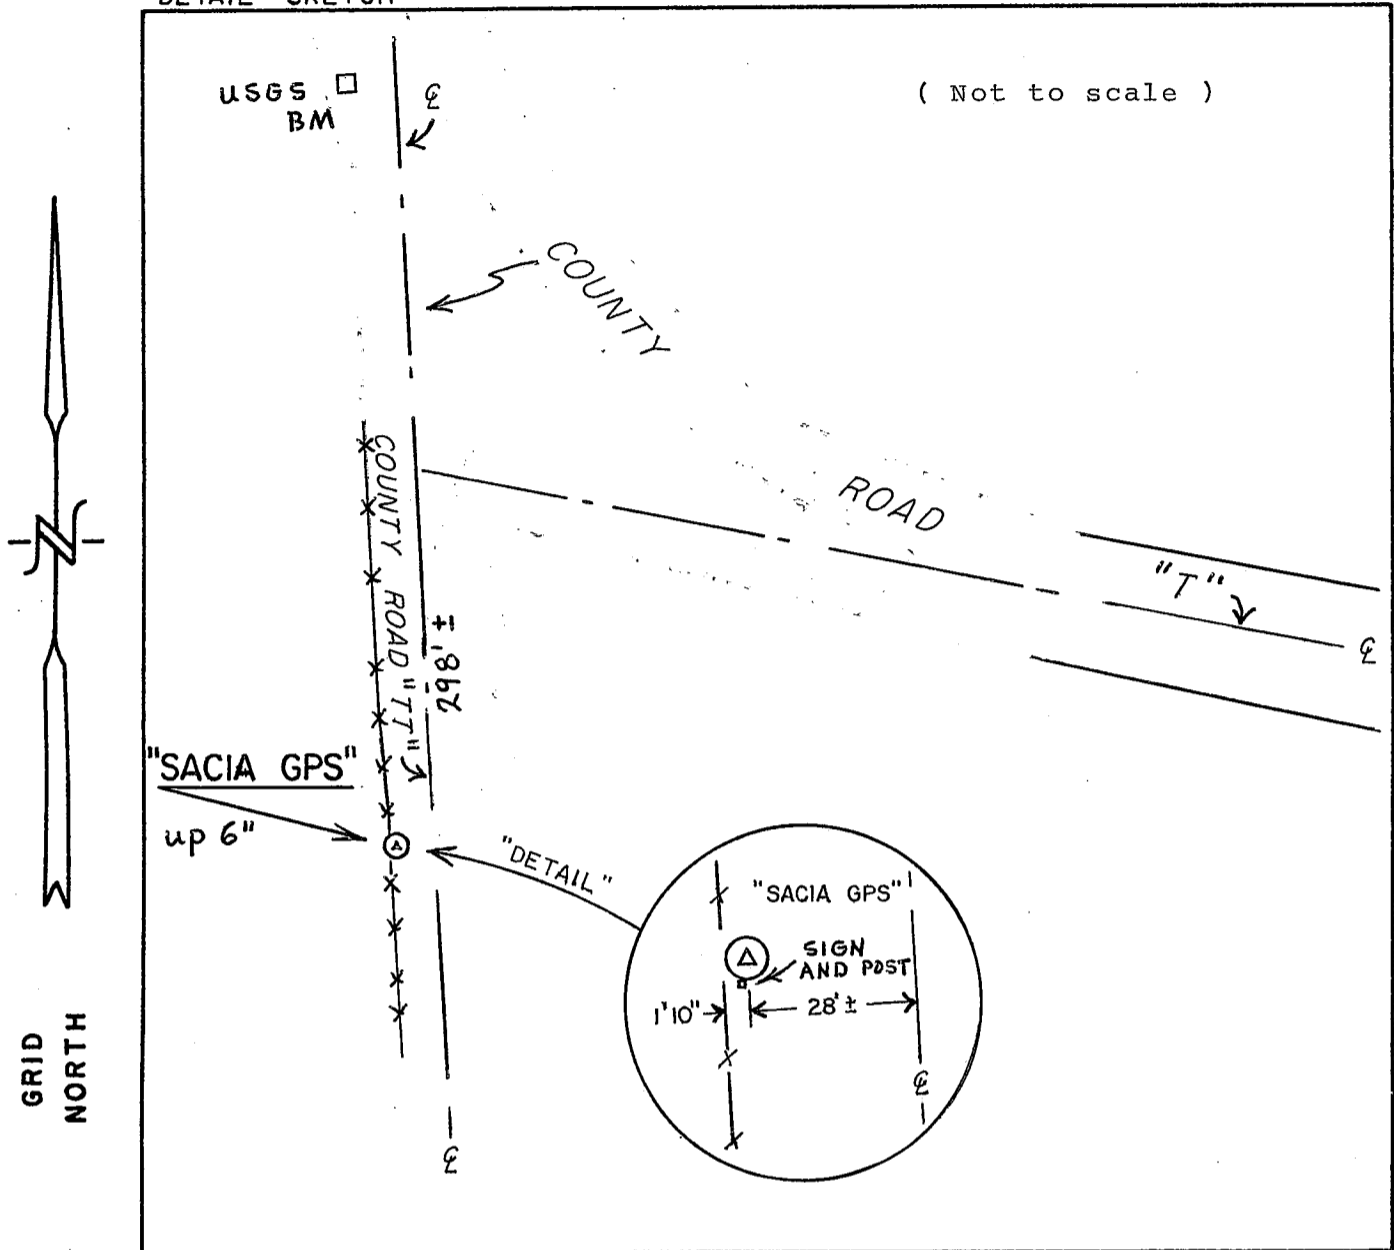 DETAIL SKETCH
USGS
BM
℄
( Not to scale )
COUNTY
ROAD
"T"
℄
COUNTY ROAD "TT"
298' ±
"SACIA GPS"
up 6"
"DETAIL"
"SACIA GPS"
SIGN
AND POST
1'10"
28' ±
℄
℄
GRID
NORTH
N